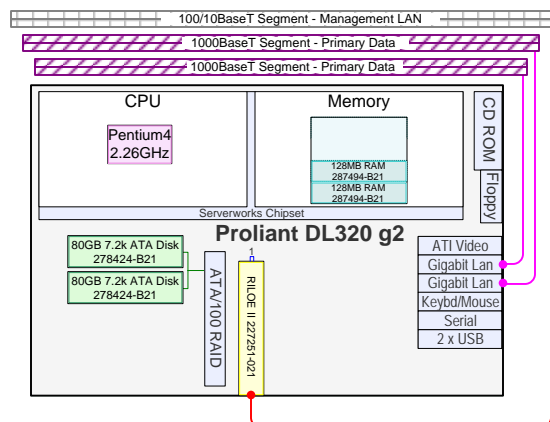 100/10BaseT Segment - Management LAN
1000BaseT Segment - Primary Data
1000BaseT Segment - Primary Data
CPU
Memory
Pentium4
2.26GHz
128MB RAM
287494-B21
128MB RAM
287494-B21
CD ROM
Floppy
Serverworks Chipset
Proliant DL320 g2
80GB 7.2k ATA Disk
278424-B21
80GB 7.2k ATA Disk
278424-B21
ATA/100 RAID
1
RILOE II 227251-021
ATI Video
Gigabit Lan
Gigabit Lan
Keybd/Mouse
Serial
2 x USB